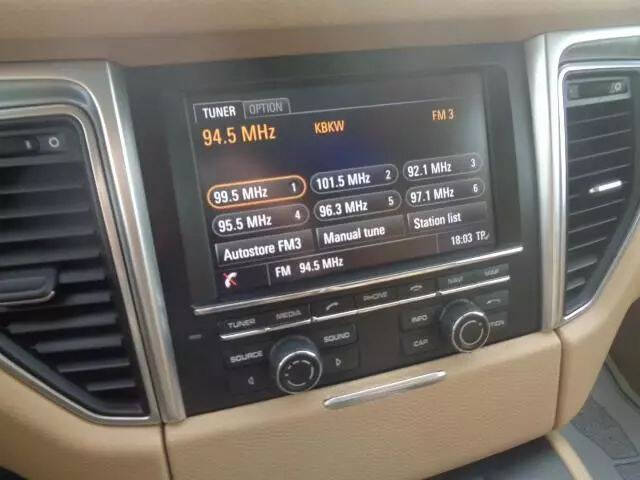 TUNER OPTION
94.5 MHz KBKW FM 3
99.5 MHz 1 101.5 MHz 2 92.1 MHz 3
95.5 MHz 4 96.3 MHz 5 97.1 MHz 6
Autostore FM3 Manual tune Station list
FM 94.5 MHz 18:03 TP
TUNER MEDIA PHONE NAV MAP
SOURCE SOUND INFO
CAR